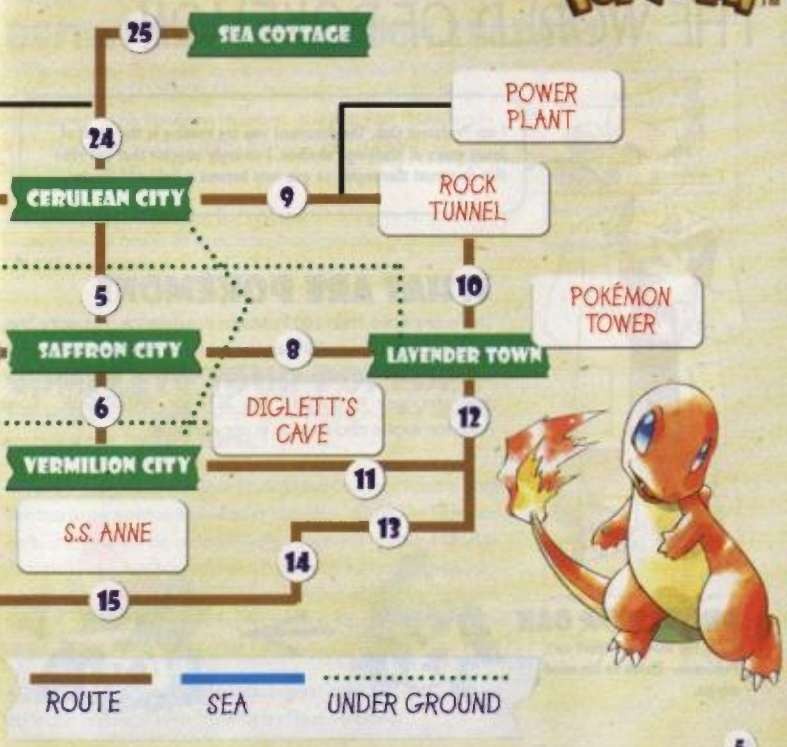 25
SEA COTTAGE
POWER
PLANT
24
CERULEAN CITY
9
ROCK
TUNNEL
5
10
POKÉMON
TOWER
SAFFRON CITY
8
LAVENDER TOWN
6
DIGLETT'S
CAVE
12
VERMILION CITY
11
S.S. ANNE
13
14
15
ROUTE
SEA
UNDER GROUND